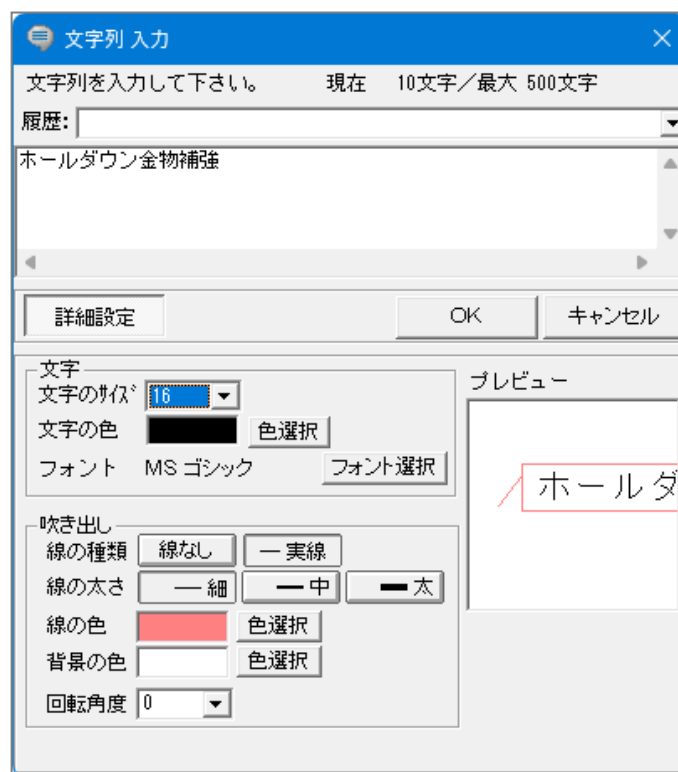 文字列 入力
文字列を入力して下さい。 現在 10文字／最大 500文字
履歴:
ホールダウン金物補強
詳細設定 OK キャンセル
文字
文字のｻｲｽﾞ 16
文字の色 色選択
フォント MS ゴシック フォント選択
プレビュー
ホールダ
吹き出し
線の種類 線なし ― 実線
線の太さ ― 細 ― 中 ― 太
線の色 色選択
背景の色 色選択
回転角度 0